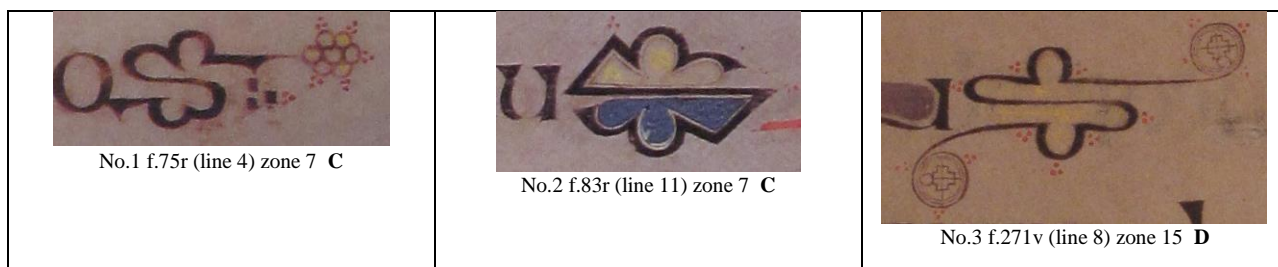 No.1 f.75r (line 4) zone 7 C
No.2 f.83r (line 11) zone 7 C
No.3 f.271v (line 8) zone 15 D